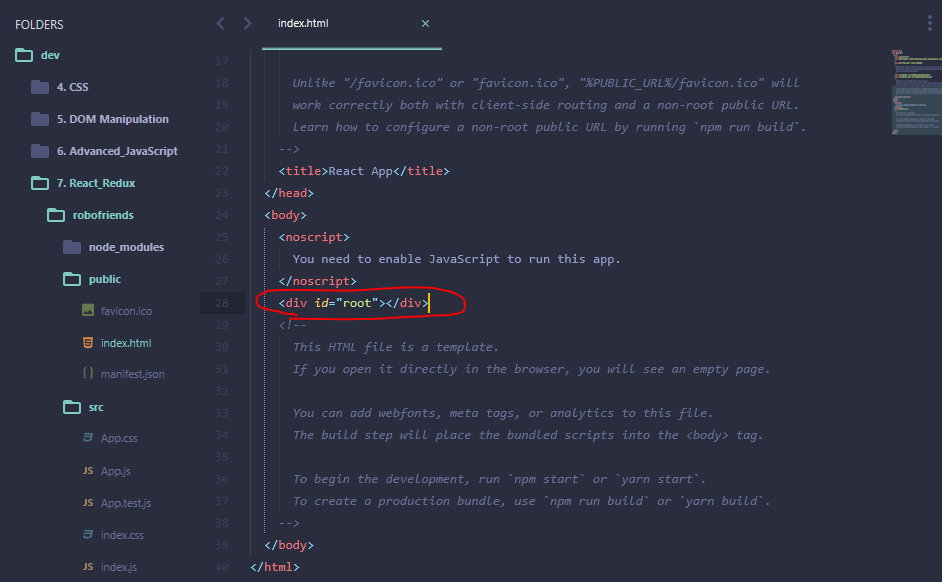 FOLDERS
dev
4. CSS
5. DOM Manipulation
6. Advanced_JavaScript
7. React_Redux
robofriends
node_modules
public
favicon.ico
index.html
manifest.json
src
App.css
App.js
App.test.js
index.css
index.js
index.html
17
18 Unlike "/favicon.ico" or "favicon.ico", "%PUBLIC_URL%/favicon.ico" will
19 work correctly both with client-side routing and a non-root public URL.
20 Learn how to configure a non-root public URL by running `npm run build`.
21 -->
22 <title>React App</title>
23 </head>
24 <body>
25 <noscript>
26 You need to enable JavaScript to run this app.
27 </noscript>
28 <div id="root"></div>
29 <!--
30 This HTML file is a template.
31 If you open it directly in the browser, you will see an empty page.
32
33 You can add webfonts, meta tags, or analytics to this file.
34 The build step will place the bundled scripts into the <body> tag.
35
36 To begin the development, run `npm start` or `yarn start`.
37 To create a production bundle, use `npm run build` or `yarn build`.
38 -->
39 </body>
40 </html>